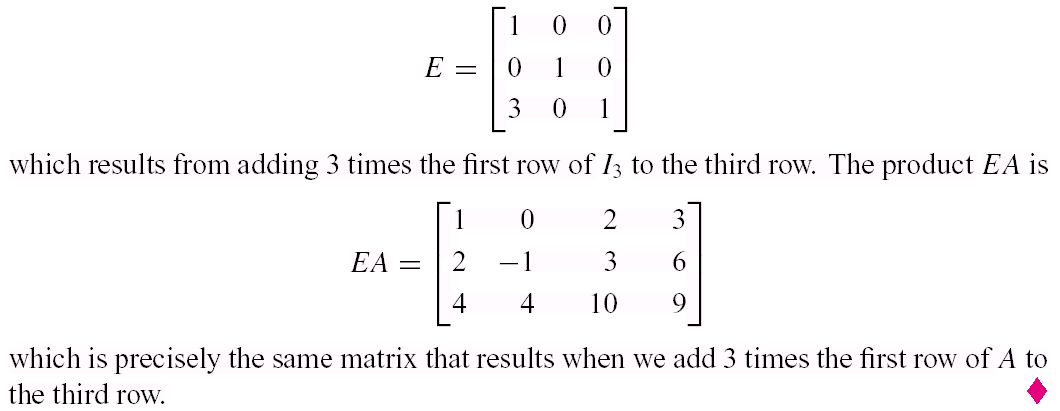 E = [1 0 0
0 1 0
3 0 1]
which results from adding 3 times the first row of I₃ to the third row. The product EA is
EA = [1 0 2 3
2 −1 3 6
4 4 10 9]
which is precisely the same matrix that results when we add 3 times the first row of A to
the third row.